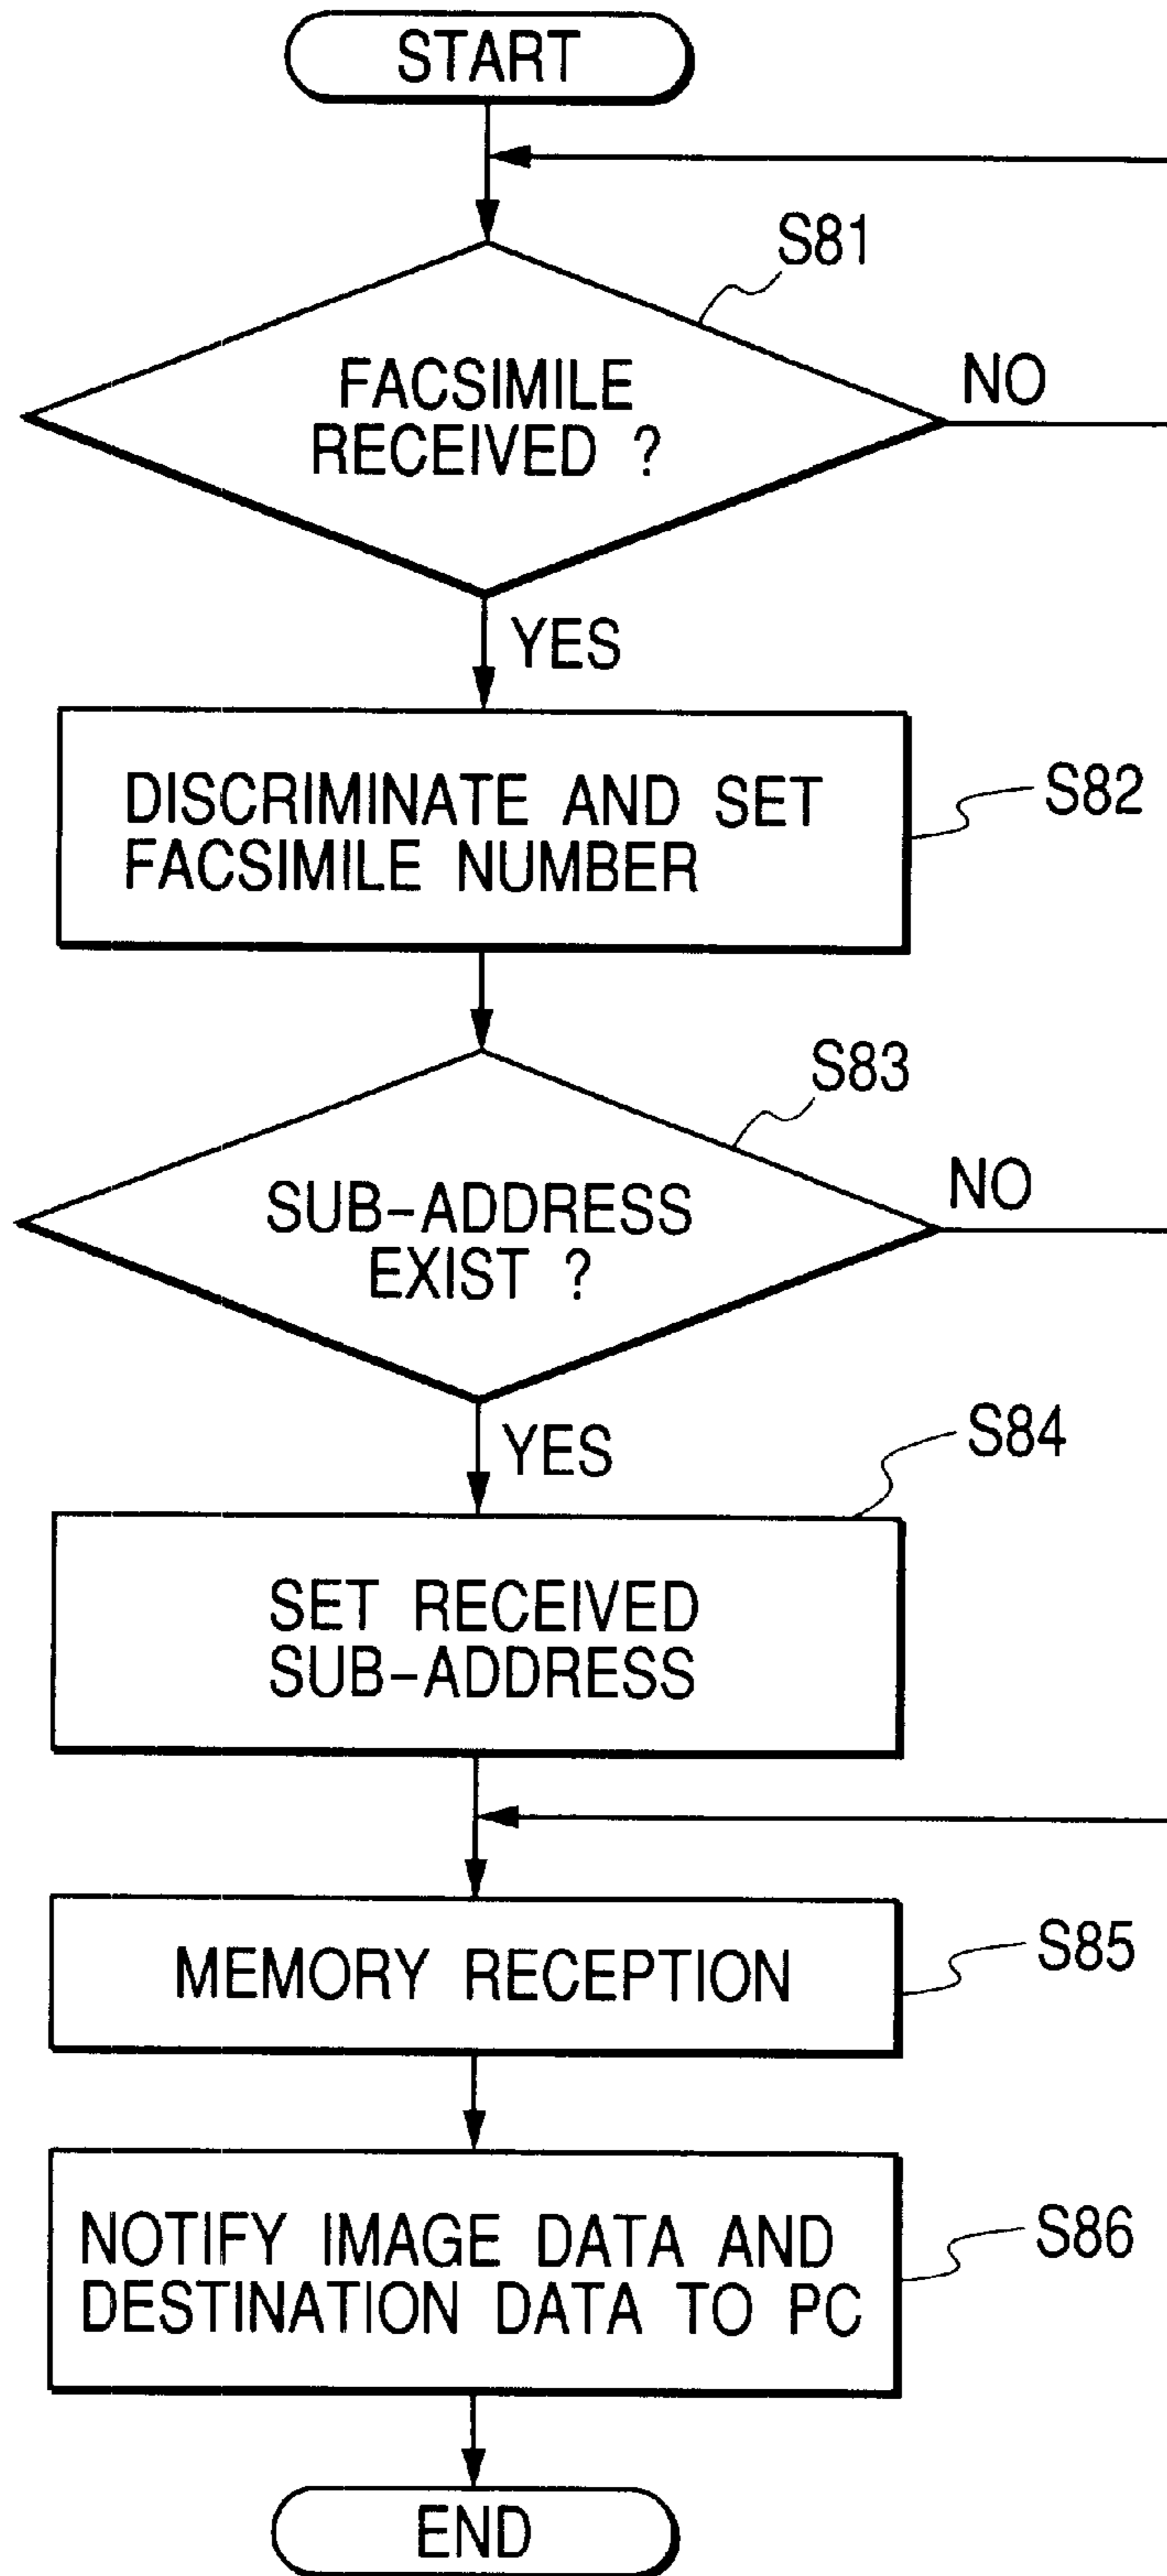 START
S81
FACSIMILE
RECEIVED ?
NO
YES
DISCRIMINATE AND SET
FACSIMILE NUMBER
S82
S83
SUB-ADDRESS
EXIST ?
NO
YES
S84
SET RECEIVED
SUB-ADDRESS
MEMORY RECEPTION
S85
NOTIFY IMAGE DATA AND
DESTINATION DATA TO PC
S86
END